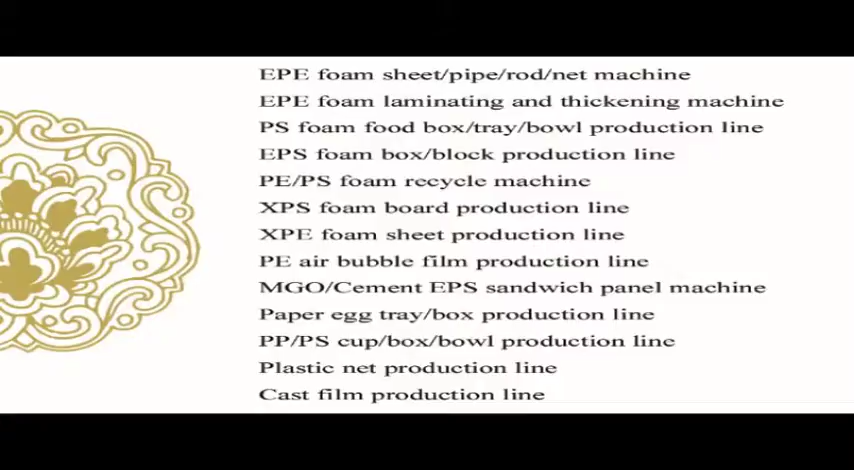 EPE foam sheet/pipe/rod/net machine
EPE foam laminating and thickening machine
PS foam food box/tray/bowl production line
EPS foam box/block production line
PE/PS foam recycle machine
XPS foam board production line
XPE foam sheet production line
PE air bubble film production line
MGO/Cement EPS sandwich panel machine
Paper egg tray/box production line
PP/PS cup/box/bowl production line
Plastic net production line
Cast film production line